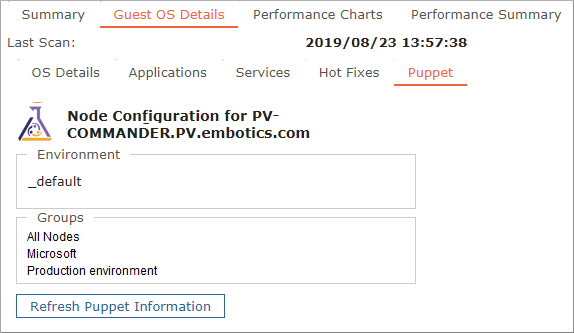 Summary Guest OS Details Performance Charts Performance Summary
Last Scan: 2019/08/23 13:57:38
OS Details Applications Services Hot Fixes Puppet
Node Configuration for PV-
COMMANDER.PV.embotics.com
Environment
_default
Groups
All Nodes
Microsoft
Production environment
Refresh Puppet Information